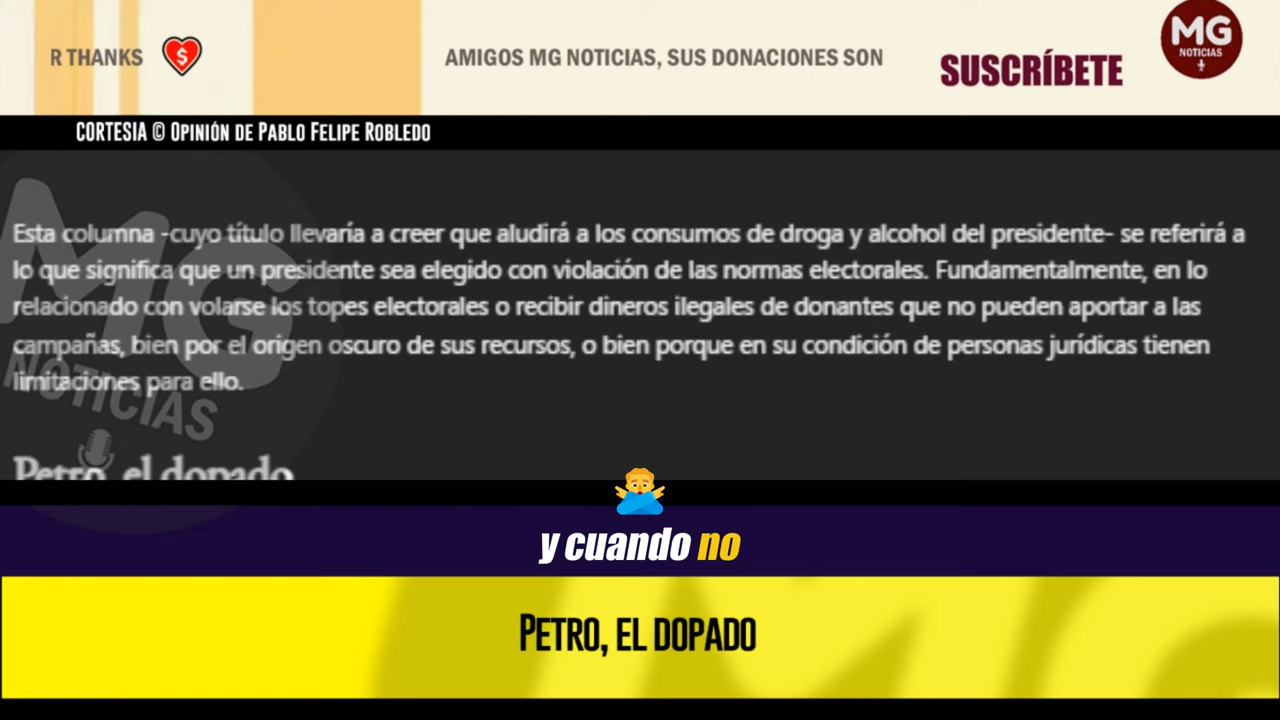 R THANKS
AMIGOS MG NOTICIAS, SUS DONACIONES SON
SUSCRÍBETE
MG
NOTICIAS
CORTESIA © OPINIÓN DE PABLO FELIPE ROBLEDO
Esta columna -cuyo título llevaría a creer que aludirá a los consumos de droga y alcohol del presidente- se referirá a
lo que significa que un presidente sea elegido con violación de las normas electorales. Fundamentalmente, en lo
relacionado con volarse los topes electorales o recibir dineros ilegales de donantes que no pueden aportar a las
campañas, bien por el origen oscuro de sus recursos, o bien porque en su condición de personas jurídicas tienen
limitaciones para ello.
MG
NOTICIAS
Petro, el dopado
y cuando no
PETRO, EL DOPADO